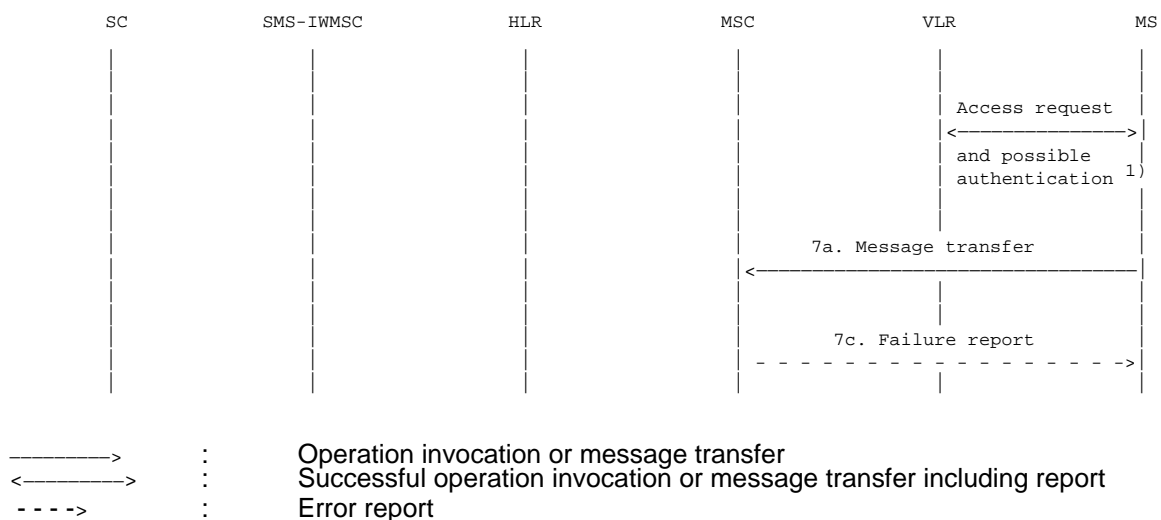 SC SMS-IWMSC HLR MSC VLR MS
Access request
and possible
authentication 1)
7a. Message transfer
7c. Failure report
: Operation invocation or message transfer
: Successful operation invocation or message transfer including report
: Error report